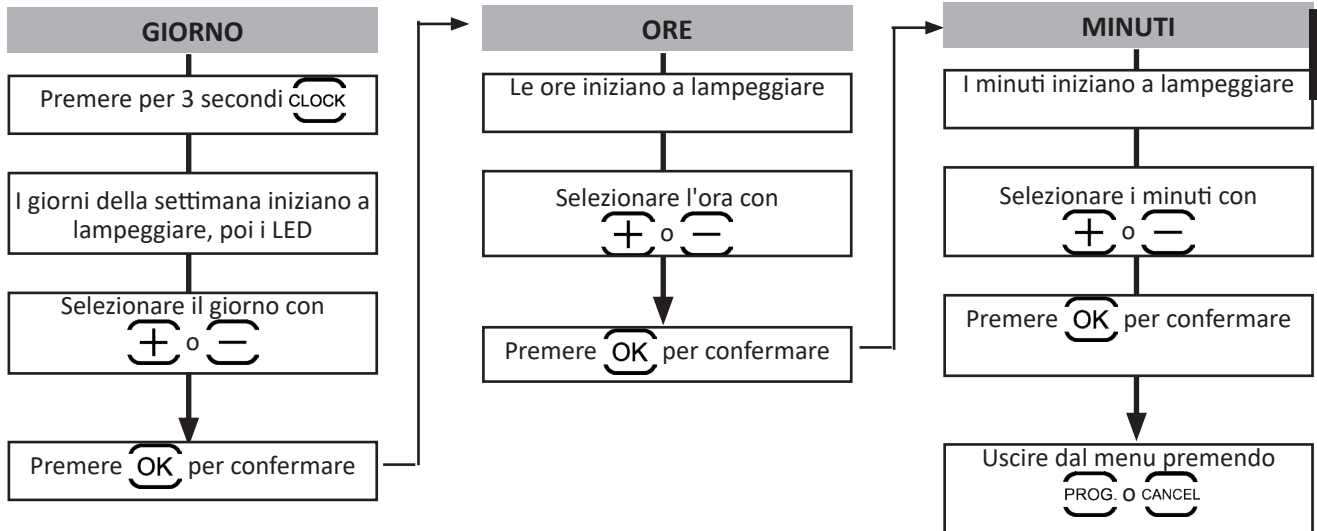 GIORNO
Premere per 3 secondi CLOCK
I giorni della settimana iniziano a
lampeggiare, poi i LED
Selezionare il giorno con
+ o −
Premere OK per confermare
ORE
Le ore iniziano a lampeggiare
Selezionare l'ora con
+ o −
Premere OK per confermare
MINUTI
I minuti iniziano a lampeggiare
Selezionare i minuti con
+ o −
Premere OK per confermare
Uscire dal menu premendo
PROG. O CANCEL